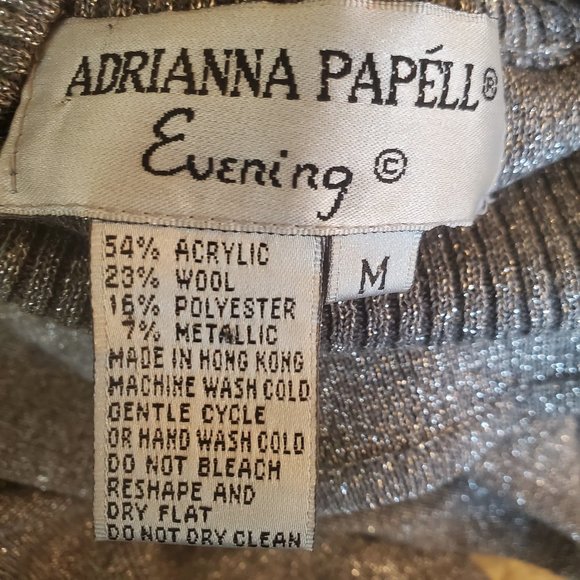 ADRIANNA PAPÉLL®
Evening ©
M
54% ACRYLIC
23% WOOL
16% POLYESTER
7% METALLIC
MADE IN HONG KONG
MACHINE WASH COLD
GENTLE CYCLE
OR HAND WASH COLD
DO NOT BLEACH
RESHAPE AND
DRY FLAT
DO NOT DRY CLEAN